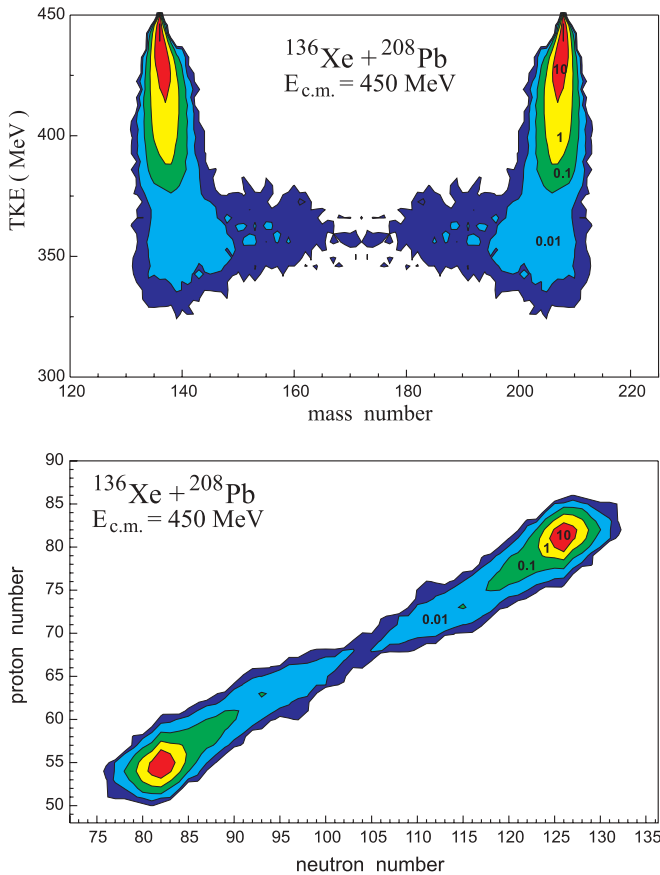 450
400
350
300
TKE ( MeV )
136Xe + 208Pb
Ec.m. = 450 MeV
10
1
0.1
0.01
120 140 160 180 200 220
mass number
90
85
80
75
70
65
60
55
50
proton number
136Xe + 208Pb
Ec.m. = 450 MeV
10
1
0.1
0.01
75 80 85 90 95 100 105 110 115 120 125 130 135
neutron number